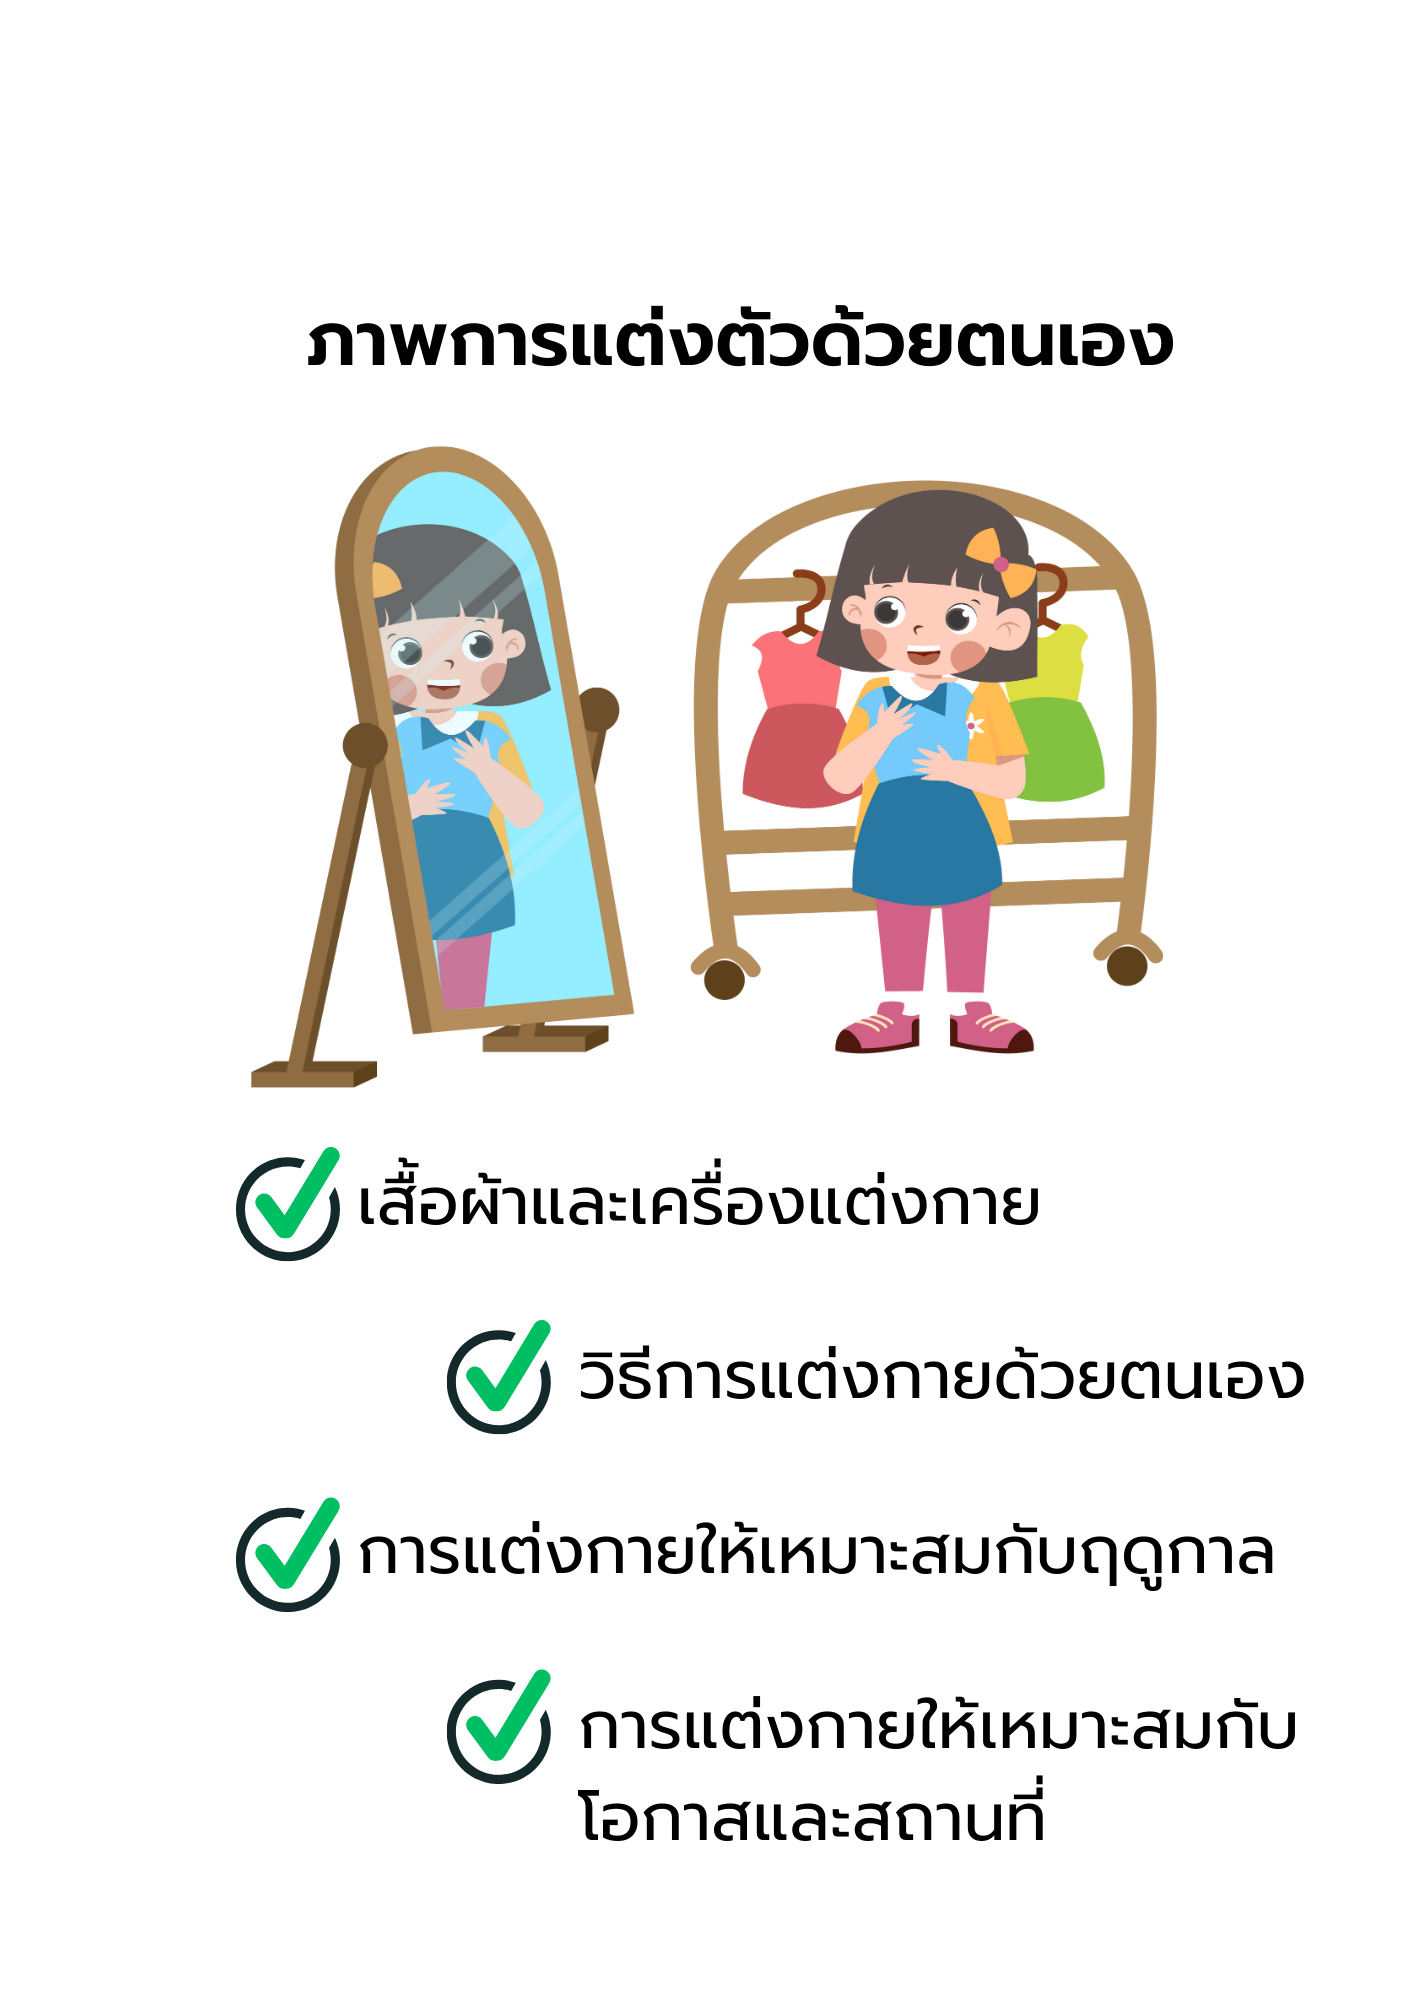 ภาพการแต่งตัวด้วยตนเอง
เสื้อผ้าและเครื่องแต่งกาย
วิธีการแต่งกายด้วยตนเอง
การแต่งกายให้เหมาะสมกับฤดูกาล
การแต่งกายให้เหมาะสมกับ
โอกาสและสถานที่